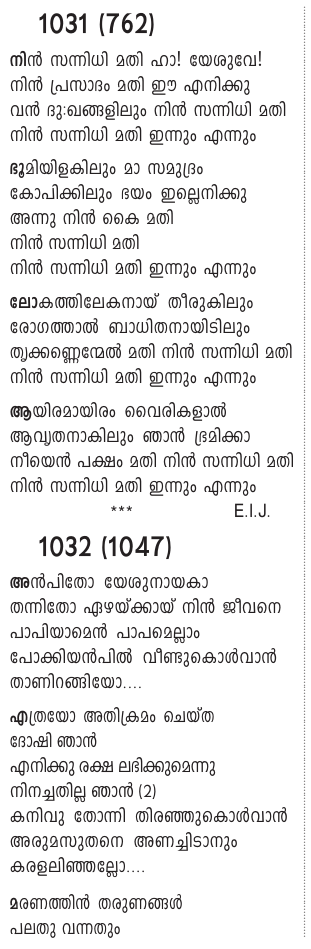 1031 (762)
നിൻ സന്നിധി മതി ഹാ! യേശുവേ!
നിൻ പ്രസാദം മതി ഈ എനിക്കു
വൻ ദുഃഖങ്ങളിലും നിൻ സന്നിധി മതി
നിൻ സന്നിധി മതി ഇന്നും എന്നും
ഭൂമിയിളകിലും മാ സമുദ്രം
കോപിക്കിലും ഭയം ഇല്ലെനിക്കു
അന്നു നിൻ കൈ മതി
നിൻ സന്നിധി മതി
നിൻ സന്നിധി മതി ഇന്നും എന്നും
ലോകത്തിലേകനായ് തീരുകിലും
രോഗത്താൽ ബാധിതനായിടിലും
തൃക്കണ്ണെന്മേൽ മതി നിൻ സന്നിധി മതി
നിൻ സന്നിധി മതി ഇന്നും എന്നും
ആയിരമായിരം വൈരികളാൽ
ആവൃതനാകിലും ഞാൻ ഭ്രമിക്കാ
നീയെൻ പക്ഷം മതി നിൻ സന്നിധി മതി
നിൻ സന്നിധി മതി ഇന്നും എന്നും
*** E.I.J.
1032 (1047)
അൻപിതോ യേശുനായകാ
തന്നിതോ ഏഴയ്ക്കായ് നിൻ ജീവനെ
പാപിയാമെൻ പാപമെല്ലാം
പോക്കിയൻപിൽ വീണ്ടുകൊൾവാൻ
താണിറങ്ങിയോ....
എത്രയോ അതിക്രമം ചെയ്ത
ദോഷി ഞാൻ
എനിക്കു രക്ഷ ലഭിക്കുമെന്നു
നിനച്ചതില്ല ഞാൻ (2)
കനിവു തോന്നി തിരഞ്ഞുകൊൾവാൻ
അരുമസുതനെ അണച്ചിടാനും
കരളലിഞ്ഞല്ലോ....
മരണത്തിൻ തരുണങ്ങൾ
പലതു വന്നതും